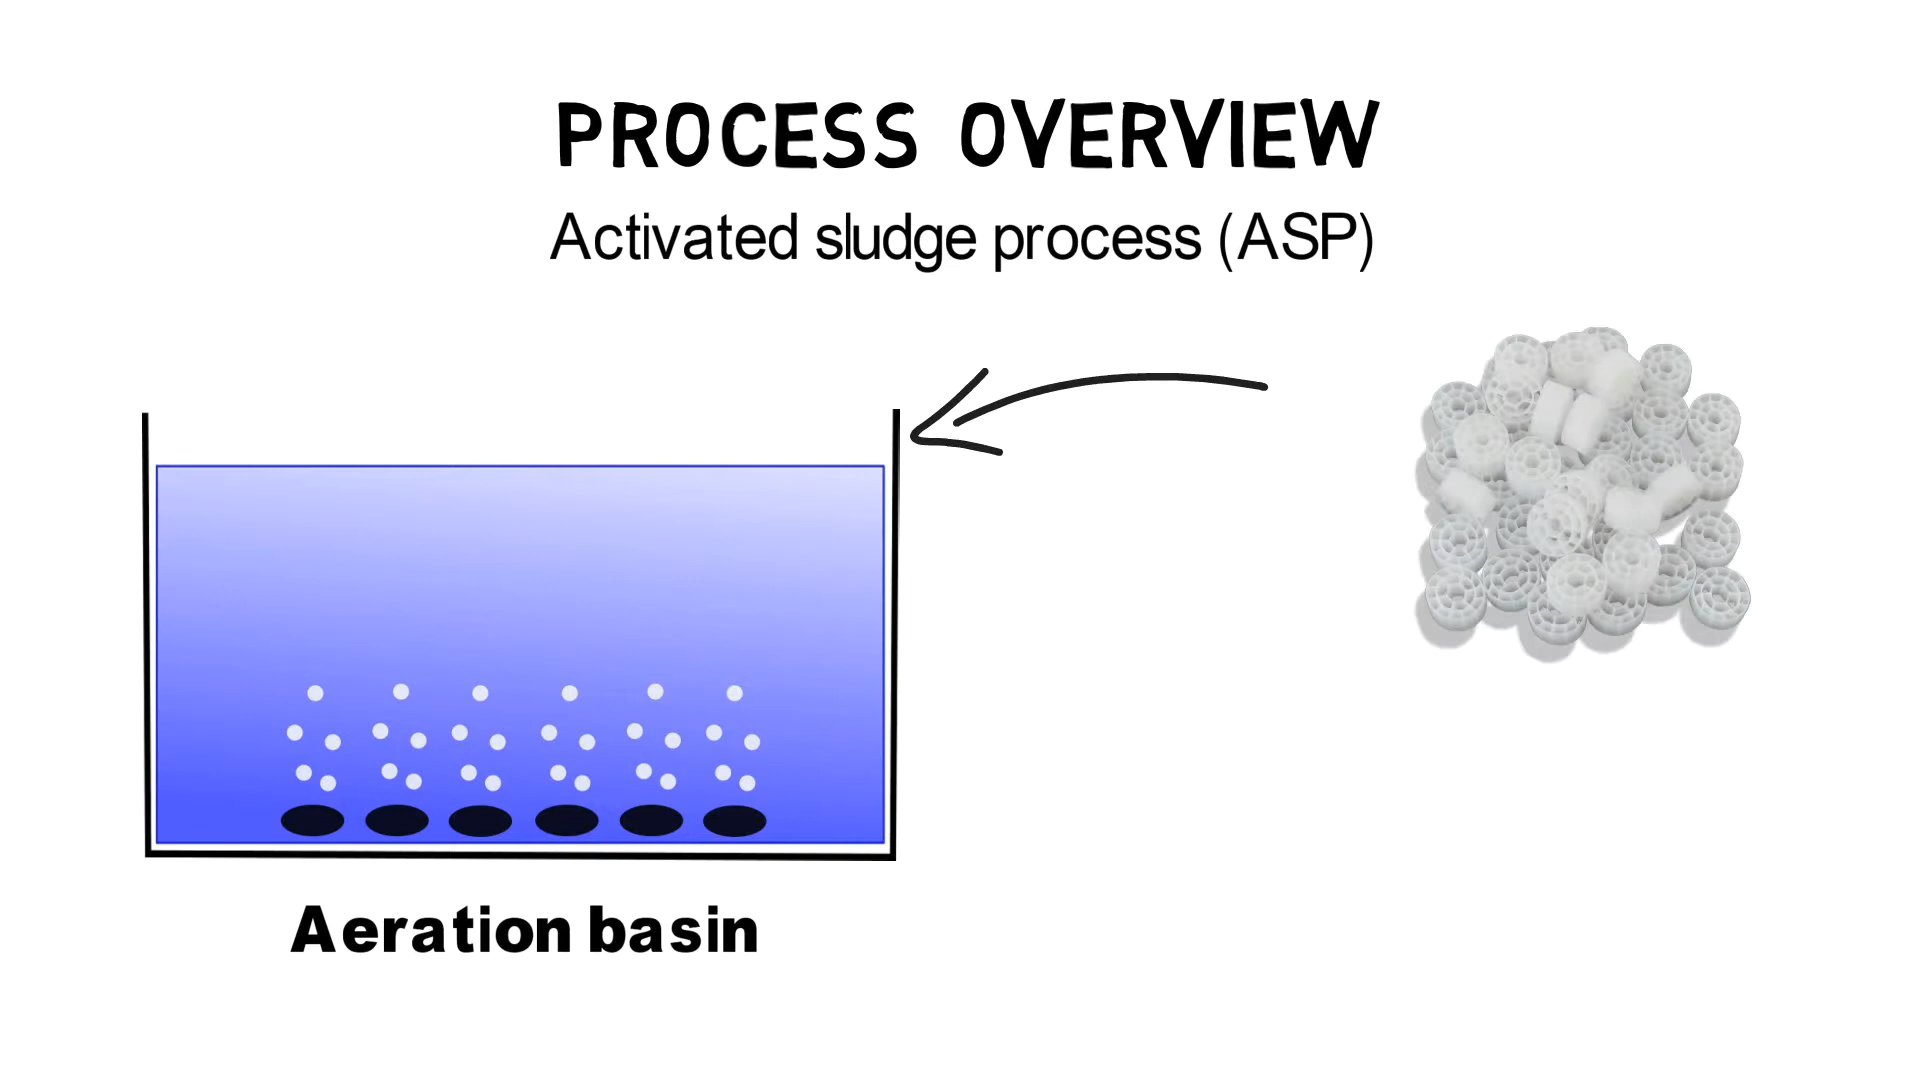 PROCESS OVERVIEW
Activated sludge process (ASP)
Aeration basin